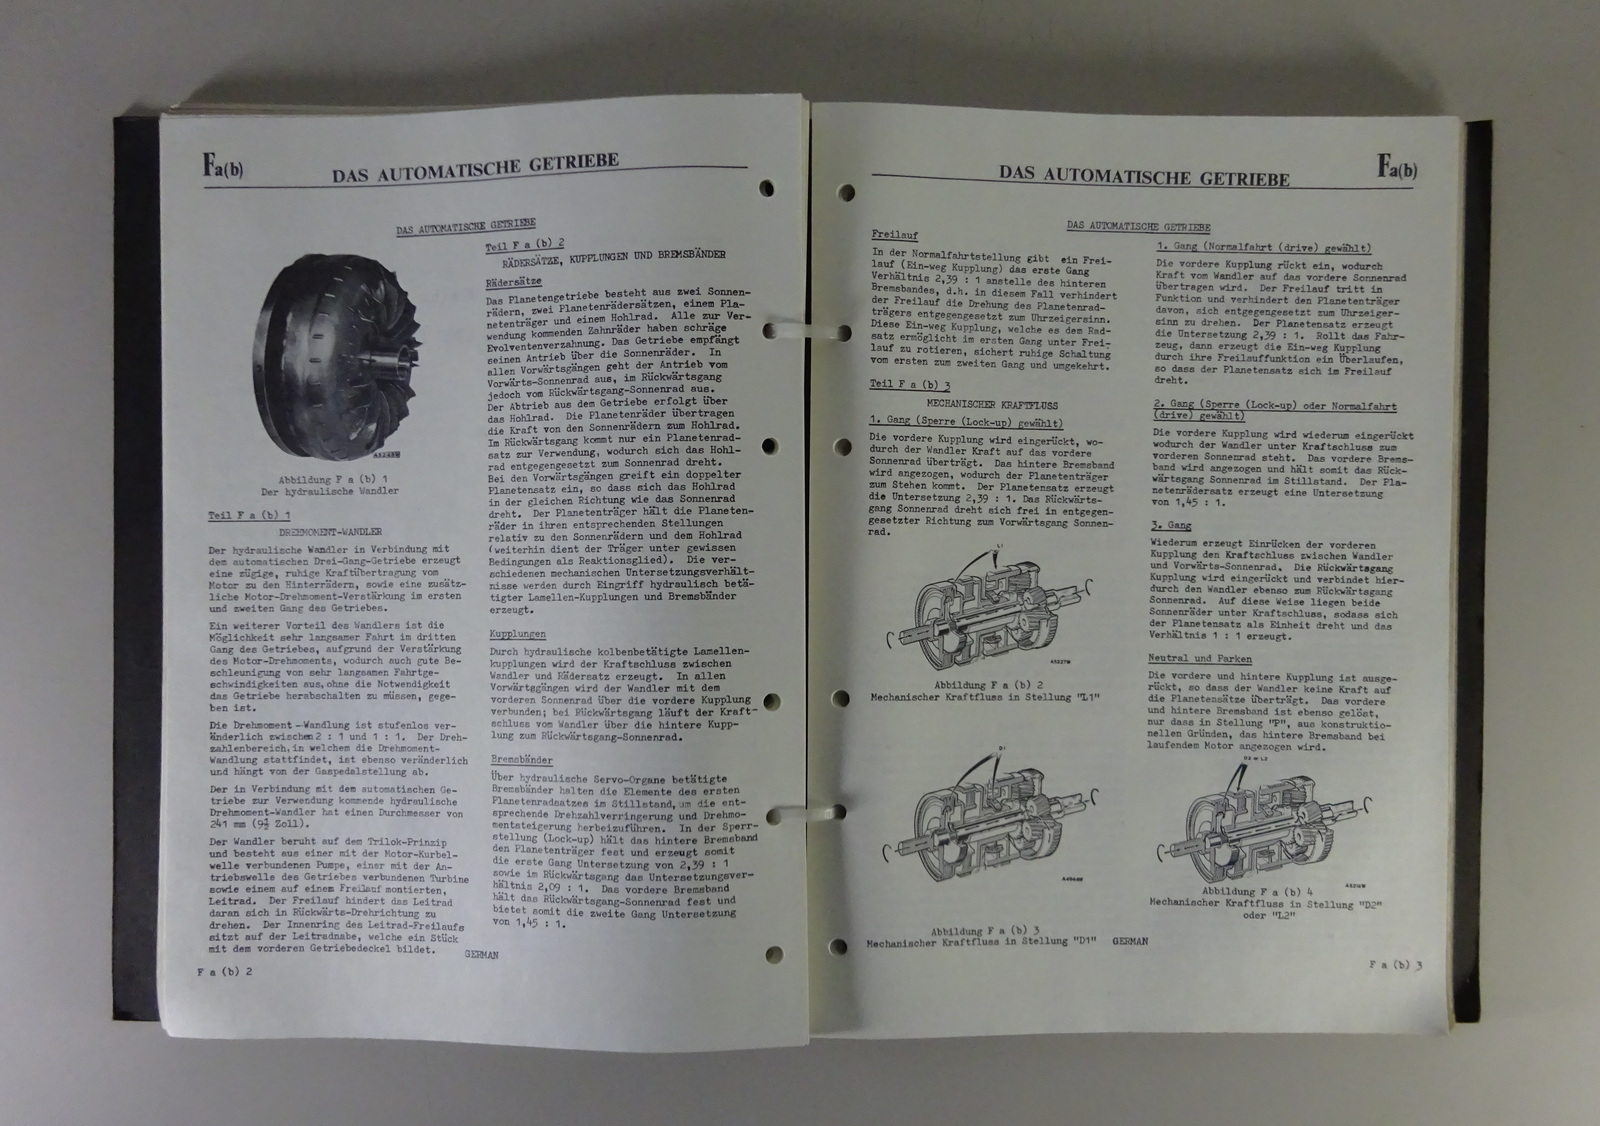 Fa(b)
DAS AUTOMATISCHE GETRIEBE
DAS AUTOMATISCHE GETRIEBE
A5248W
Abbildung F a (b) 1
Der hydraulische Wandler
Teil F a (b) 1
DREHMOMENT-WANDLER
Der hydraulische Wandler in Verbindung mit
dem automatischen Drei-Gang-Getriebe erzeugt
eine zügige, ruhige Kraftübertragung vom
Motor zu den Hinterrädern, sowie eine zusätz-
liche Motor-Drehmoment-Verstärkung im ersten
und zweiten Gang des Getriebes.
Ein weiterer Vorteil des Wandlers ist die
Möglichkeit sehr langsamer Fahrt im dritten
Gang des Getriebes, aufgrund der Verstärkung
des Motor-Drehmoments, wodurch auch gute Be-
schleunigung von sehr langsamen Fahrtge-
schwindigkeiten aus, ohne die Notwendigkeit
das Getriebe herabschalten zu müssen, gege-
ben ist.
Die Drehmoment-Wandlung ist stufenlos ver-
änderlich zwischen 2 : 1 und 1 : 1. Der Dreh-
zahlenbereich, in welchem die Drehmoment-
Wandlung stattfindet, ist ebenso veränderlich
und hängt von der Gaspedalstellung ab.
Der in Verbindung mit dem automatischen Ge-
triebe zur Verwendung kommende hydraulische
Drehmoment-Wandler hat einen Durchmesser von
241 mm (9½ Zoll).
Der Wandler beruht auf dem Trilok-Prinzip
und besteht aus einer mit der Motor-Kurbel-
welle verbundenen Pumpe, einer mit der An-
triebswelle des Getriebes verbundenen Turbine
sowie einem auf einem Freilauf montierten,
Leitrad. Der Freilauf hindert das Leitrad
daran sich in Rückwärts-Drehrichtung zu
drehen. Der Innenring des Leitrad-Freilaufs
sitzt auf der Leitradnabe, welche ein Stück
mit dem vorderen Getriebedeckel bildet.
Teil F a (b) 2
RÄDERSÄTZE, KUPPLUNGEN UND BREMSBÄNDER
Rädersätze
Das Planetengetriebe besteht aus zwei Sonnen-
rädern, zwei Planetenrädersätzen, einem Pla-
netenträger und einem Hohlrad. Alle zur Ver-
wendung kommenden Zahnräder haben schräge
Evolventenverzahnung. Das Getriebe empfängt
seinen Antrieb über die Sonnenräder. In
allen Vorwärtsgängen geht der Antrieb vom
Vorwärts-Sonnenrad aus, im Rückwärtsgang
jedoch vom Rückwärtsgang-Sonnenrad aus.
Der Abtrieb aus dem Getriebe erfolgt über
das Hohlrad. Die Planetenräder übertragen
die Kraft von den Sonnenrädern zum Hohlrad.
Im Rückwärtsgang kommt nur ein Planetenrad-
satz zur Verwendung, wodurch sich das Hohl-
rad entgegengesetzt zum Sonnenrad dreht.
Bei den Vorwärtsgängen greift ein doppelter
Planetensatz ein, so dass sich das Hohlrad
in der gleichen Richtung wie das Sonnenrad
dreht. Der Planetenträger hält die Planeten-
räder in ihren entsprechenden Stellungen
relativ zu den Sonnenrädern und dem Hohlrad
(weiterhin dient der Träger unter gewissen
Bedingungen als Reaktionsglied). Die ver-
schiedenen mechanischen Untersetzungsverhält-
nisse werden durch Eingriff hydraulisch betä-
tigter Lamellen-Kupplungen und Bremsbänder
erzeugt.
Kupplungen
Durch hydraulische kolbenbetätigte Lamellen-
kupplungen wird der Kraftschluss zwischen
Wandler und Rädersatz erzeugt. In allen
Vorwärtsgängen wird der Wandler mit dem
vorderen Sonnenrad über die vordere Kupplung
verbunden; bei Rückwärtsgang läuft der Kraft-
schluss vom Wandler über die hintere Kupp-
lung zum Rückwärtsgang-Sonnenrad.
Bremsbänder
Über hydraulische Servo-Organe betätigte
Bremsbänder halten die Elemente des ersten
Planetenradsatzes im Stillstand, um die ent-
sprechende Drehzahlverringerung und Drehmo-
mentsteigerung herbeizuführen. In der Sperr-
stellung (Lock-up) hält das hintere Bremsband
den Planetenträger fest und erzeugt somit
die erste Gang Untersetzung von 2,39 : 1
sowie im Rückwärtsgang das Untersetzungsver-
hältnis 2,09 : 1. Das vordere Bremsband
hält das Rückwärtsgang-Sonnenrad fest und
bietet somit die zweite Gang Untersetzung
von 1,45 : 1.
GERMAN
F a (b) 2
DAS AUTOMATISCHE GETRIEBE
Fa(b)
DAS AUTOMATISCHE GETRIEBE
Freilauf
In der Normalfahrtstellung gibt ein Frei-
lauf (Ein-weg Kupplung) das erste Gang
Verhältnis 2,39 : 1 anstelle des hinteren
Bremsbandes, d.h. in diesem Fall verhindert
der Freilauf die Drehung des Planetenrad-
trägers entgegengesetzt zum Uhrzeigersinn.
Diese Ein-weg Kupplung, welche es dem Rad-
satz ermöglicht im ersten Gang unter Frei-
lauf zu rotieren, sichert ruhige Schaltung
vom ersten zum zweiten Gang und umgekehrt.
Teil F a (b) 3
MECHANISCHER KRAFTFLUSS
1. Gang (Sperre (Lock-up) gewählt)
Die vordere Kupplung wird eingerückt, wo-
durch der Wandler Kraft auf das vordere
Sonnenrad überträgt. Das hintere Bremsband
wird angezogen, wodurch der Planetenträger
zum Stehen kommt. Der Planetensatz erzeugt
die Untersetzung 2,39 : 1. Das Rückwärts-
gang Sonnenrad dreht sich frei in entgegen-
gesetzter Richtung zum Vorwärtsgang Sonnen-
rad.
L1
A5227W
Abbildung F a (b) 2
Mechanischer Kraftfluss in Stellung "L1"
D1
Abbildung F a (b) 3
Mechanischer Kraftfluss in Stellung "D1"
1. Gang (Normalfahrt (drive) gewählt)
Die vordere Kupplung rückt ein, wodurch
Kraft vom Wandler auf das vordere Sonnenrad
übertragen wird. Der Freilauf tritt in
Funktion und verhindert den Planetenträger
davon, sich entgegengesetzt zum Uhrzeiger-
sinn zu drehen. Der Planetensatz erzeugt
die Untersetzung 2,39 : 1. Rollt das Fahr-
zeug, dann erzeugt die Ein-weg Kupplung
durch ihre Freilauffunktion ein Überlaufen,
so dass der Planetensatz sich im Freilauf
dreht.
2. Gang (Sperre (Lock-up) oder Normalfahrt
(drive) gewählt)
Die vordere Kupplung wird wiederum eingerückt
wodurch der Wandler unter Kraftschluss zum
vorderen Sonnenrad steht. Das vordere Brems-
band wird angezogen und hält somit das Rück-
wärtsgang Sonnenrad im Stillstand. Der Pla-
netenrädersatz erzeugt eine Untersetzung
von 1,45 : 1.
3. Gang
Wiederum erzeugt Einrücken der vorderen
Kupplung den Kraftschluss zwischen Wandler
und Vorwärts-Sonnenrad. Die Rückwärtsgang
Kupplung wird eingerückt und verbindet hier-
durch den Wandler ebenso zum Rückwärtsgang
Sonnenrad. Auf diese Weise liegen beide
Sonnenräder unter Kraftschluss, sodass sich
der Planetensatz als Einheit dreht und das
Verhältnis 1 : 1 erzeugt.
Neutral und Parken
Die vordere und hintere Kupplung ist ausge-
rückt, so dass der Wandler keine Kraft auf
die Planetensätze überträgt. Das vordere
und hintere Bremsband ist ebenso gelöst,
nur dass in Stellung "P", aus konstruktio-
nellen Gründen, das hintere Bremsband bei
laufendem Motor angezogen wird.
D2 or L2
Abbildung F a (b) 4
Mechanischer Kraftfluss in Stellung "D2"
oder "L2"
GERMAN
F a (b) 3